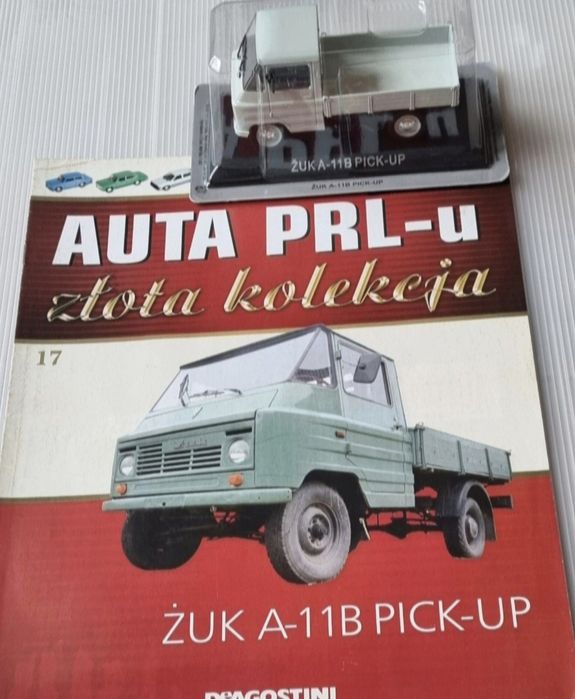 ŻUK A-11B PICK-UP
ŻUK A-11B PICK-UP
AUTA PRL-u
złota kolekcja
17
ŻUK A-11B PICK-UP
DeAGOSTINI